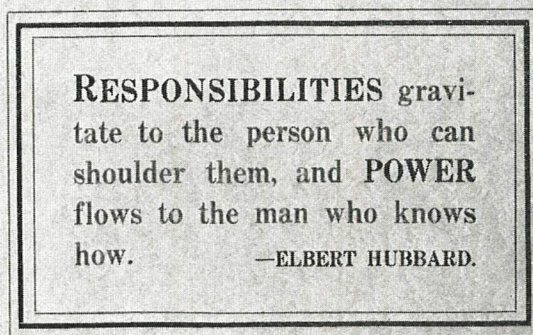 RESPONSIBILITIES gravi-
tate to the person who can
shoulder them, and POWER
flows to the man who knows
how. —ELBERT HUBBARD.